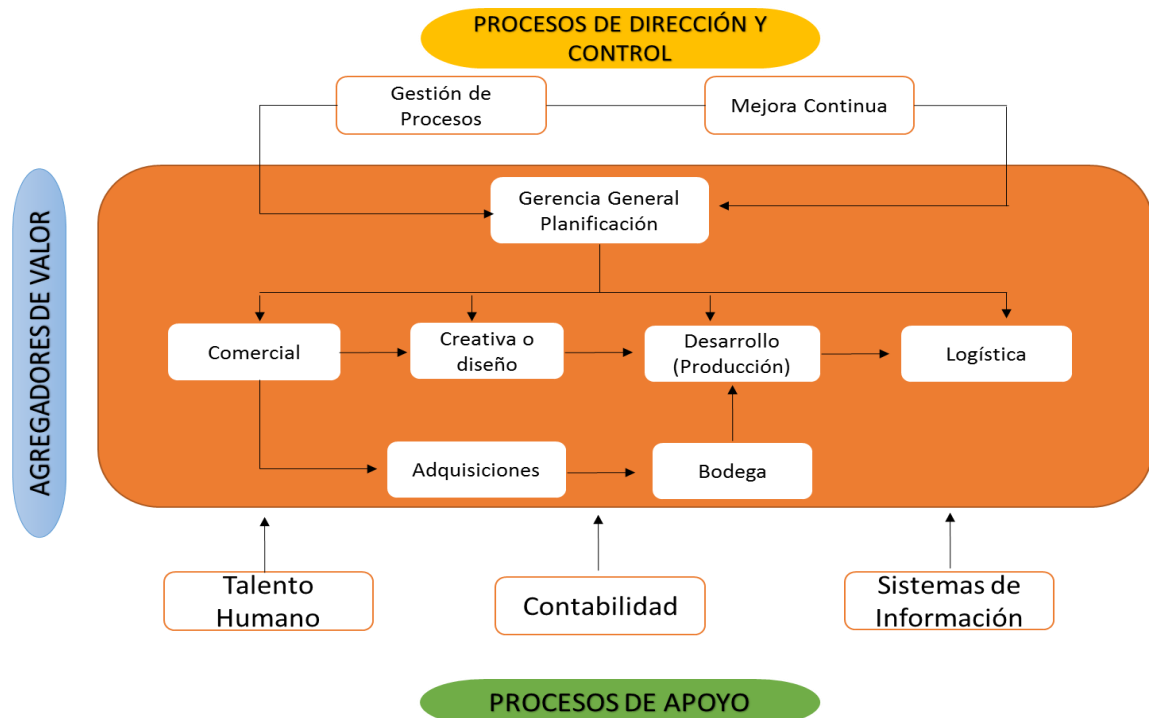 PROCESOS DE DIRECCIÓN Y
CONTROL
Gestión de
Procesos
Mejora Continua
AGREGADORES DE VALOR
Gerencia General
Planificación
Comercial
Creativa o
diseño
Desarrollo
(Producción)
Logística
Adquisiciones
Bodega
Talento
Humano
Contabilidad
Sistemas de
Información
PROCESOS DE APOYO